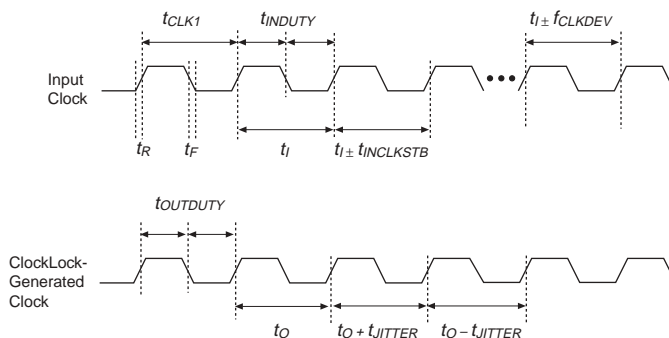 tCLK1 tINDUTY tI ± fCLKDEV
Input
Clock
tR tF tI tI ± tINCLKSTB
tOUTDUTY
ClockLock-
Generated
Clock
tO tO + tJITTER tO – tJITTER